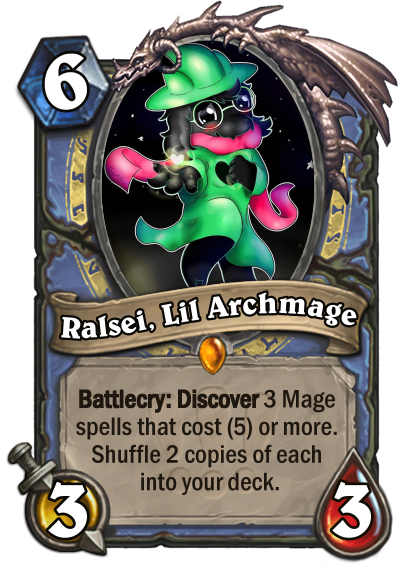 6
Ralsei, Lil Archmage
Battlecry: Discover 3 Mage
spells that cost (5) or more.
Shuffle 2 copies of each
into your deck.
3
3